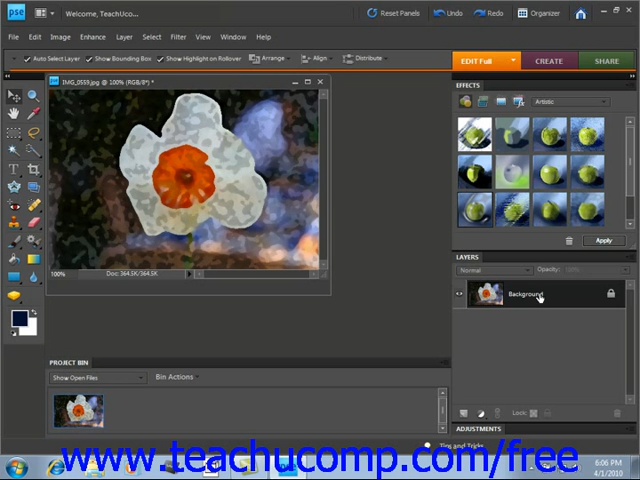 pse
Welcome, TeachUco...
Reset Panels
Undo
Redo
Organizer
File Edit Image Enhance Layer Select Filter View Window Help
Auto Select Layer
Show Bounding Box
Show Highlight on Rollover
Arrange
Align
Distribute
EDIT Full
CREATE
SHARE
IMG_0559.jpg @ 100% (RGB/8*) *
100%
Doc: 364.5K/364.5K
EFFECTS
Artistic
Apply
LAYERS
Normal
Opacity: 100%
Background
Lock:
ADJUSTMENTS
PROJECT BIN
Show Open Files
Bin Actions
Tips and Tricks
www.teachucomp.com/free
6:06 PM
4/1/2010